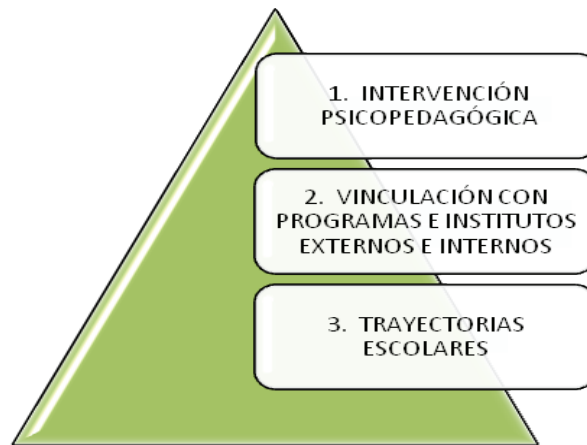 1. INTERVENCIÓN
PSICOPEDAGÓGICA
2. VINCULACIÓN CON
PROGRAMAS E INSTITUTOS
EXTERNOS E INTERNOS
3. TRAYECTORIAS
ESCOLARES